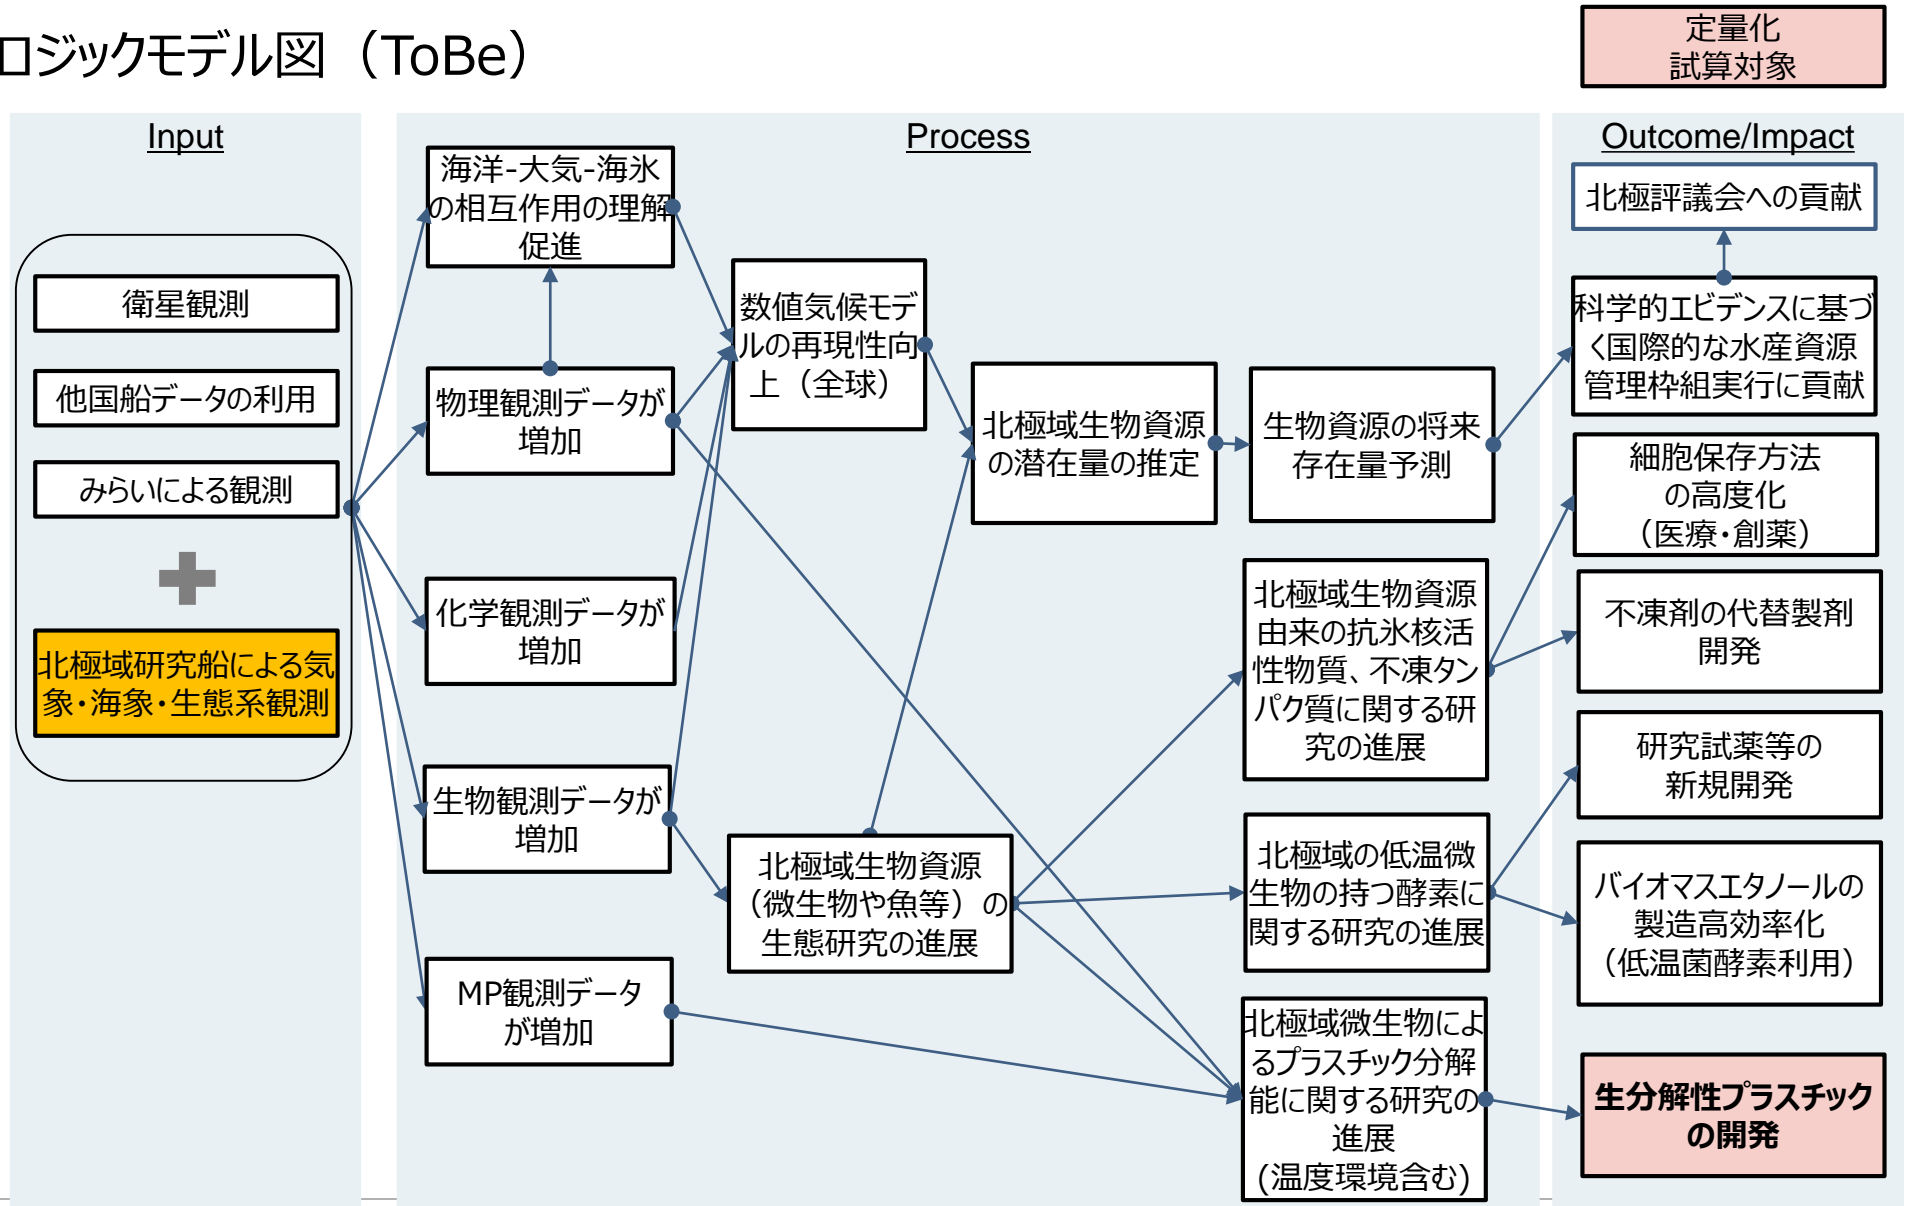 ロジックモデル図（ToBe）
定量化
試算対象
Input
衛星観測
他国船データの利用
みらいによる観測
北極域研究船による気
象・海象・生態系観測
Process
海洋-大気-海氷
の相互作用の理解
促進
物理観測データが
増加
化学観測データが
増加
生物観測データが
増加
MP観測データ
が増加
数値気候モデ
ルの再現性向
上（全球）
北極域生物資源
（微生物や魚等）の
生態研究の進展
北極域生物資源
の潜在量の推定
生物資源の将来
存在量予測
北極域生物資源
由来の抗氷核活
性物質、不凍タン
パク質に関する研
究の進展
北極域の低温微
生物の持つ酵素に
関する研究の進展
北極域微生物によ
るプラスチック分解
能に関する研究の
進展
(温度環境含む)
Outcome/Impact
北極評議会への貢献
科学的エビデンスに基づ
く国際的な水産資源
管理枠組実行に貢献
細胞保存方法
の高度化
（医療・創薬）
不凍剤の代替製剤
開発
研究試薬等の
新規開発
バイオマスエタノールの
製造高効率化
（低温菌酵素利用）
生分解性プラスチック
の開発